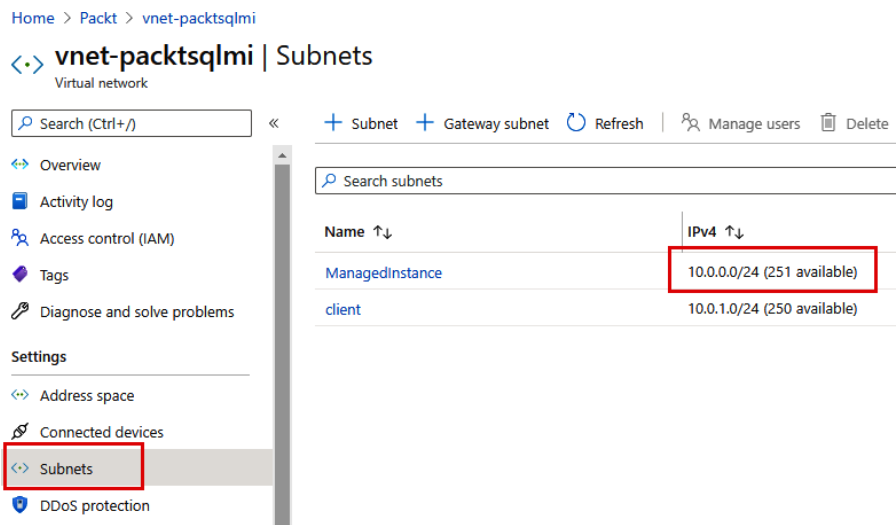 Home > Packt > vnet-packtsqlmi
vnet-packtsqlmi | Subnets
Virtual network
Search (Ctrl+/)
«
+ Subnet + Gateway subnet Refresh | Manage users Delete
Overview
Activity log
Access control (IAM)
Tags
Diagnose and solve problems
Settings
Address space
Connected devices
Subnets
DDoS protection
Search subnets
Name ↑↓ IPv4 ↑↓
ManagedInstance 10.0.0.0/24 (251 available)
client 10.0.1.0/24 (250 available)